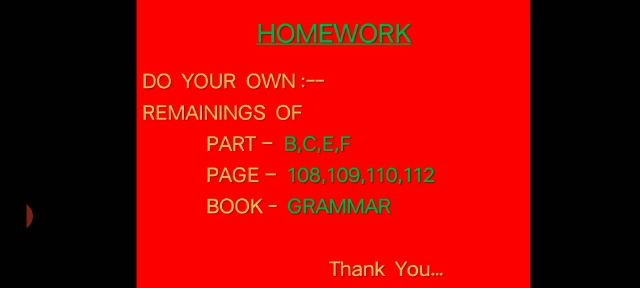 HOMEWORK
DO YOUR OWN :--
REMAININGS OF
PART - B,C,E,F
PAGE - 108,109,110,112
BOOK - GRAMMAR
Thank You...